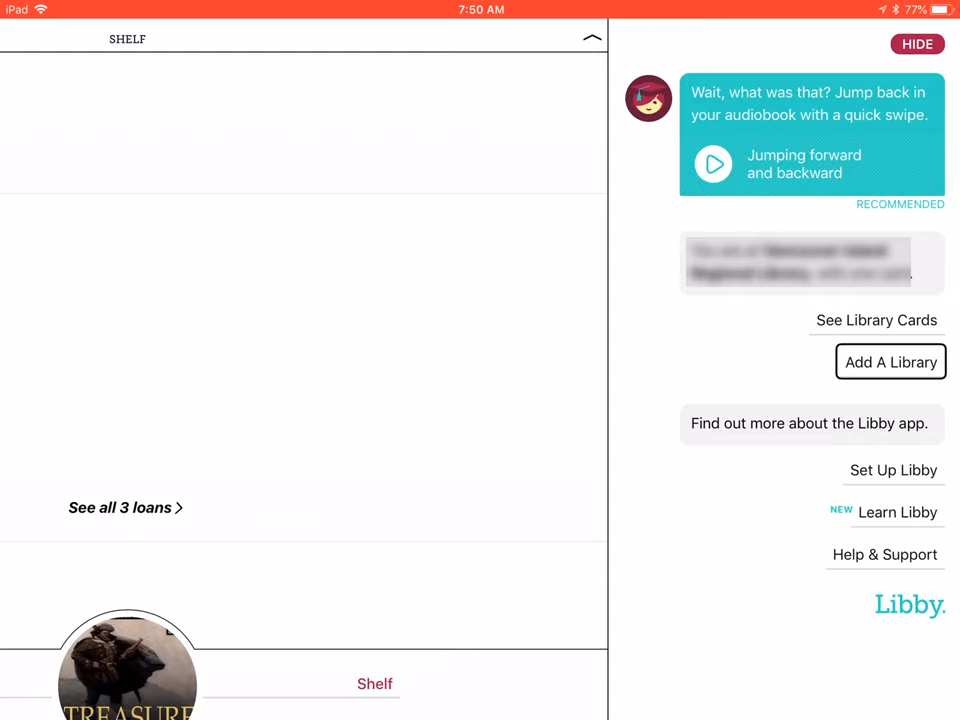 iPad
7:50 AM
77%
SHELF
HIDE
Wait, what was that? Jump back in
your audiobook with a quick swipe.
Jumping forward
and backward
RECOMMENDED
See Library Cards
Add A Library
Find out more about the Libby app.
Set Up Libby
NEW Learn Libby
Help & Support
Libby.
See all 3 loans
Shelf
TREASURE